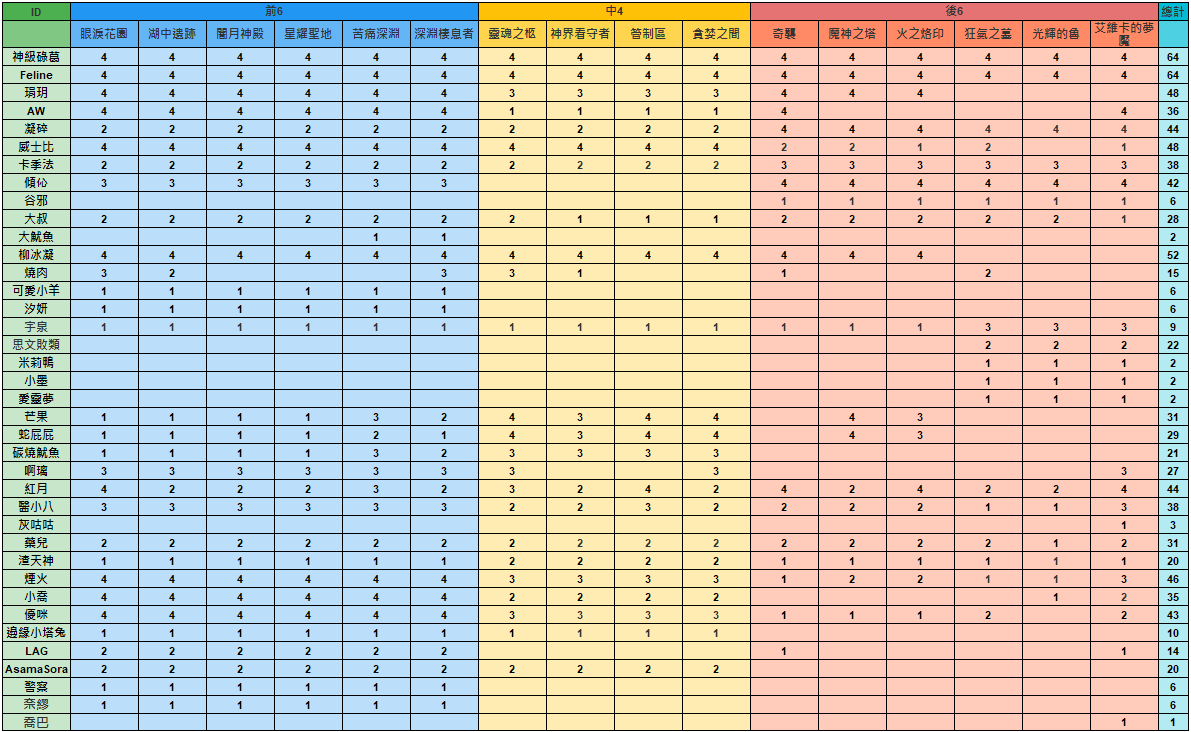 ID 前6 中4 後6 總計
眼淚花園 湖中遺跡 闇月神殿 星耀聖地 苦痛深淵 深淵棲息者 靈魂之柩 神界看守者 管制區 貪婪之間 奇襲 魔神之塔 火之烙印 狂氣之墓 光輝的魯 艾維卡的夢魘
神級碌葛 4 4 4 4 4 4 4 4 4 4 4 4 4 4 4 4 64
Feline 4 4 4 4 4 4 4 4 4 4 4 4 4 4 4 4 64
琄玥 4 4 4 4 4 4 3 3 3 3 4 4 4 48
AW 4 4 4 4 4 4 1 1 1 1 4 4 36
凝碎 2 2 2 2 2 2 2 2 2 2 4 4 4 4 4 4 44
威士比 4 4 4 4 4 4 4 4 4 4 2 2 1 2 1 48
卡季法 2 2 2 2 2 2 2 2 2 2 3 3 3 3 3 3 38
傾伈 3 3 3 3 3 3 4 4 4 4 4 4 42
谷邪 1 1 1 1 1 1 6
大叔 2 2 2 2 2 2 2 1 1 1 2 2 2 2 2 1 28
大魷魚 1 1 2
柳冰凝 4 4 4 4 4 4 4 4 4 4 4 4 4 52
燒肉 3 2 3 3 1 1 2 15
可愛小羊 1 1 1 1 1 1 6
汐妍 1 1 1 1 1 1 6
宇泉 1 1 1 1 1 1 1 1 1 1 1 1 1 3 3 3 9
思文敗類 2 2 2 22
米莉鴨 1 1 1 2
小墨 1 1 1 2
愛靈夢 1 1 1 2
芒果 1 1 1 1 3 2 4 3 4 4 4 3 31
蛇屁屁 1 1 1 1 2 1 4 3 4 4 4 3 29
碳燒魷魚 1 1 1 1 3 2 3 3 3 3 21
啊璃 3 3 3 3 3 3 3 3 3 27
紅月 4 2 2 2 3 2 3 2 4 2 4 2 4 2 2 4 44
醫小八 3 3 3 3 3 3 2 2 3 2 2 2 2 1 1 3 38
灰咕咕 1 3
藥兒 2 2 2 2 2 2 2 2 2 2 2 2 2 2 1 2 31
渣天神 1 1 1 1 1 1 2 2 2 2 1 1 1 1 1 1 20
煙火 4 4 4 4 4 4 3 3 3 3 1 2 2 1 1 3 46
小喬 4 4 4 4 4 4 2 2 2 2 1 2 35
優咪 4 4 4 4 4 4 3 3 3 3 1 1 1 2 2 43
邊緣小塔兔 1 1 1 1 1 1 1 1 1 1 10
LAG 2 2 2 2 2 2 1 1 14
AsamaSora 2 2 2 2 2 2 2 2 2 2 20
警察 1 1 1 1 1 1 6
奈繆 1 1 1 1 1 1 6
喬巴 1 1